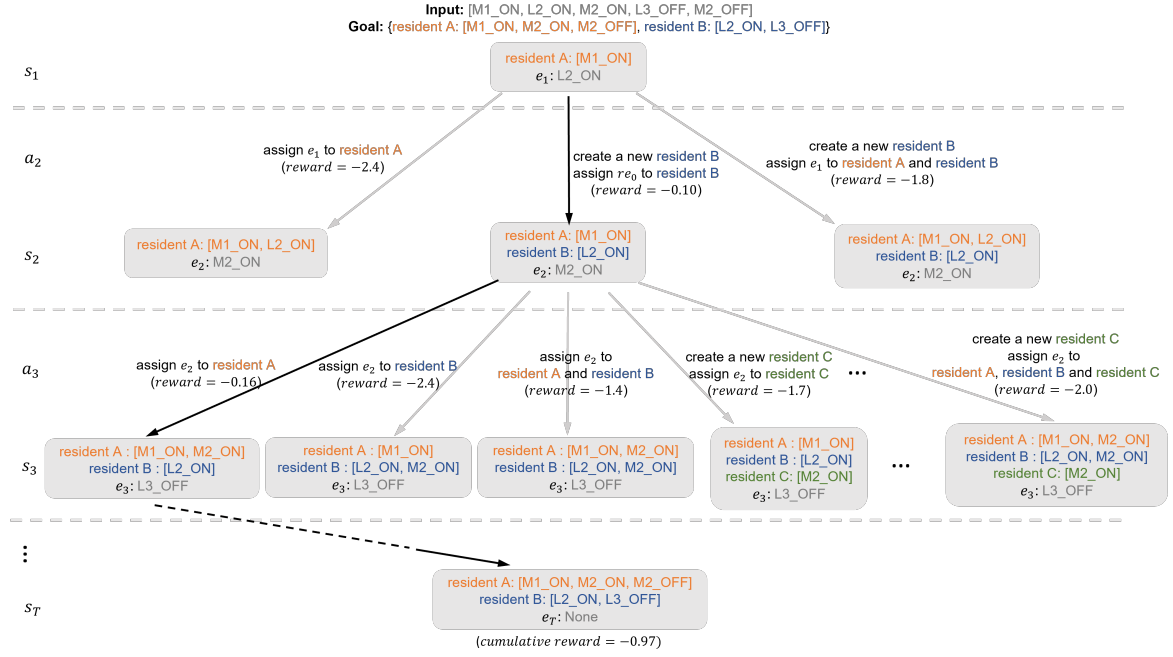 Input: [M1_ON, L2_ON, M2_ON, L3_OFF, M2_OFF]
Goal: {resident A: [M1_ON, M2_ON, M2_OFF], resident B: [L2_ON, L3_OFF]}
s1
resident A: [M1_ON]
e1: L2_ON
a2
assign e1 to resident A
(reward = −2.4)
create a new resident B
assign re0 to resident B
(reward = −0.10)
create a new resident B
assign e1 to resident A and resident B
(reward = −1.8)
s2
resident A: [M1_ON, L2_ON]
e2: M2_ON
resident A: [M1_ON]
resident B: [L2_ON]
e2: M2_ON
resident A: [M1_ON, L2_ON]
resident B: [L2_ON]
e2: M2_ON
a3
assign e2 to resident A
(reward = −0.16)
assign e2 to resident B
(reward = −2.4)
assign e2 to
resident A and resident B
(reward = −1.4)
create a new resident C
assign e2 to resident C
(reward = −1.7)
...
create a new resident C
assign e2 to
resident A, resident B and resident C
(reward = −2.0)
s3
resident A : [M1_ON, M2_ON]
resident B : [L2_ON]
e3: L3_OFF
resident A : [M1_ON]
resident B : [L2_ON, M2_ON]
e3: L3_OFF
resident A : [M1_ON, M2_ON]
resident B : [L2_ON, M2_ON]
e3: L3_OFF
resident A : [M1_ON]
resident B : [L2_ON]
resident C: [M2_ON]
e3: L3_OFF
...
resident A : [M1_ON, M2_ON]
resident B : [L2_ON, M2_ON]
resident C: [M2_ON]
e3: L3_OFF
⋮
sT
resident A: [M1_ON, M2_ON, M2_OFF]
resident B: [L2_ON, L3_OFF]
eT: None
(cumulative reward = −0.97)